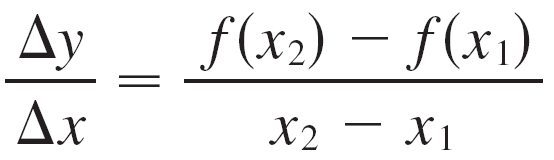 Δy/Δx = (f(x₂) − f(x₁))/(x₂ − x₁)